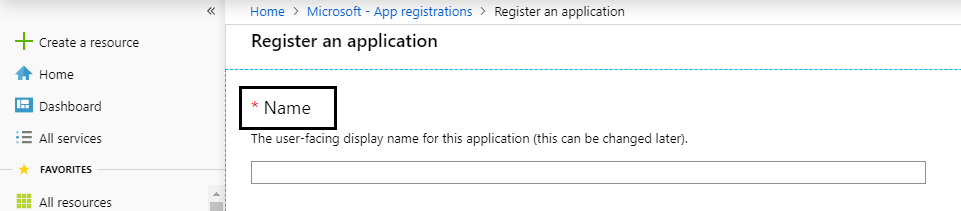 «
Home > Microsoft - App registrations > Register an application
Register an application
Create a resource
Home
Dashboard
All services
FAVORITES
All resources
* Name
The user-facing display name for this application (this can be changed later).